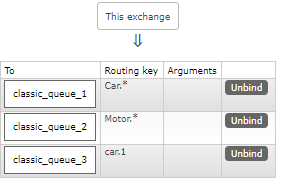 This exchange
⇓
To Routing key Arguments
classic_queue_1 Car.* Unbind
classic_queue_2 Motor.* Unbind
classic_queue_3 car.1 Unbind